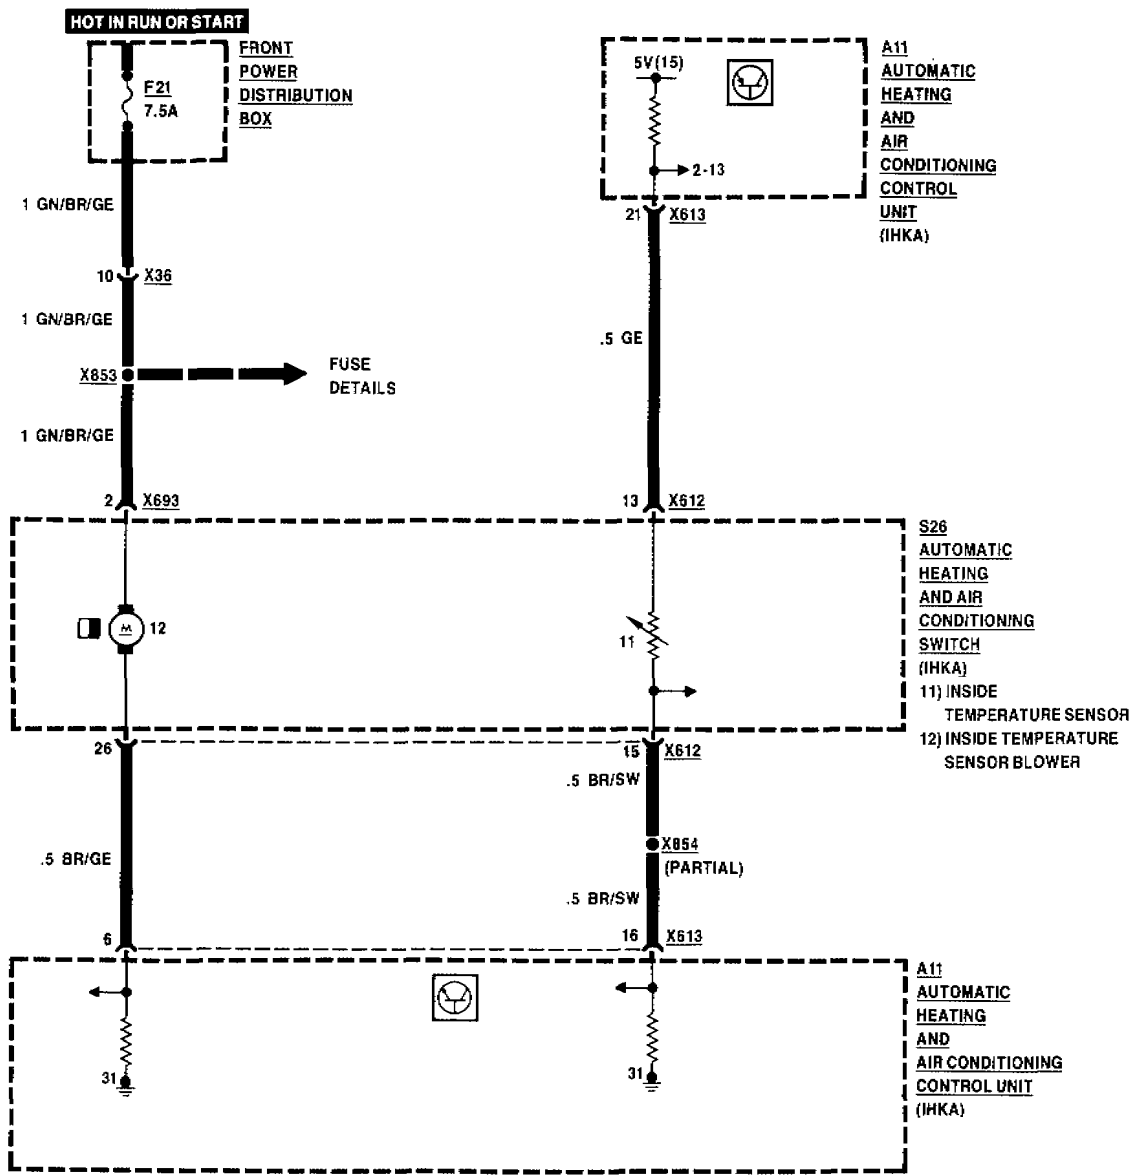 HOT IN RUN OR START
FRONT
POWER
DISTRIBUTION
BOX
F21
7.5A
5V(15)
2-13
A11
AUTOMATIC
HEATING
AND
AIR
CONDITIONING
CONTROL
UNIT
(IHKA)
1 GN/BR/GE
21 X613
10 X36
1 GN/BR/GE
.5 GE
X853
FUSE
DETAILS
1 GN/BR/GE
2 X693
13 X612
S26
AUTOMATIC
HEATING
AND AIR
CONDITIONING
SWITCH
(IHKA)
11) INSIDE
TEMPERATURE SENSOR
12) INSIDE TEMPERATURE
SENSOR BLOWER
M
12
11
26
15 X612
.5 BR/SW
.5 BR/GE
X854
(PARTIAL)
.5 BR/SW
6
16 X613
A11
AUTOMATIC
HEATING
AND
AIR CONDITIONING
CONTROL UNIT
(IHKA)
31
31